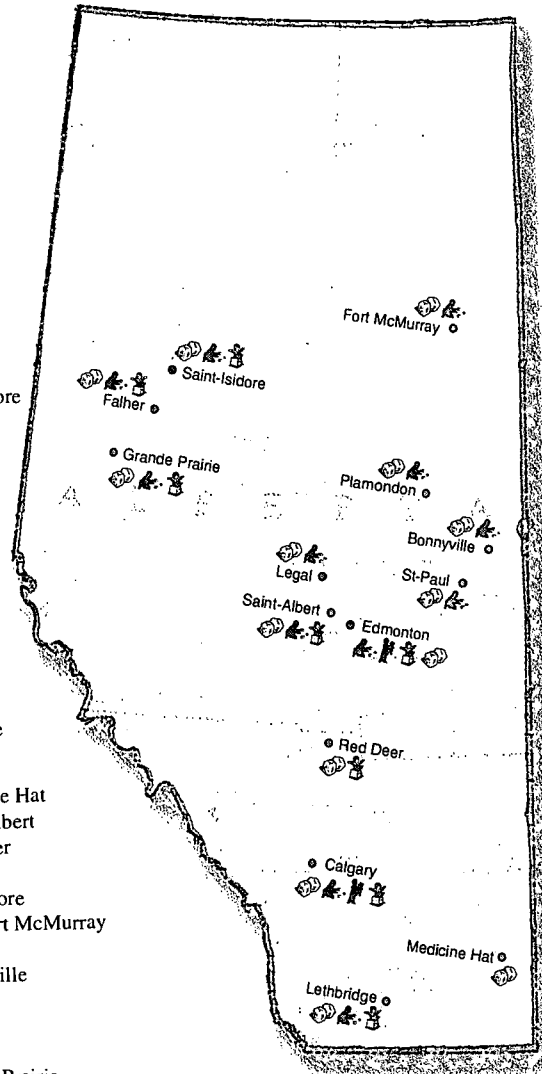 Fort McMurray
Saint-Isidore
ore
Falher
Grande Prairie
Plamondon
A L B E R T A
Bonnyville
Legal
St-Paul
Saint-Albert
Edmonton
Red Deer
e
e Hat
bert
er
Calgary
ore
rt McMurray
Medicine Hat
ille
Lethbridge